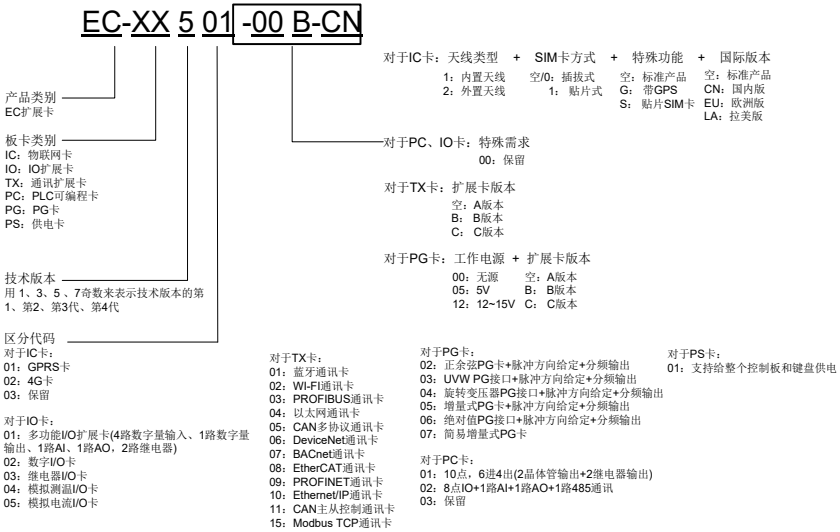 EC-XX 5 01 -00 B-CN
产品类别
EC扩展卡
板卡类别
IC：物联网卡
IO：IO扩展卡
TX：通讯扩展卡
PC：PLC可编程卡
PG：PG卡
PS：供电卡
技术版本
用 1、3、5 、7奇数来表示技术版本的第
1、第2、第3代、第4代
区分代码
对于IC卡：
01：GPRS卡
02：4G卡
03：保留
对于IO卡：
01：多功能I/O扩展卡(4路数字量输入、1路数字量
输出、1路AI、1路AO，2路继电器)
02：数字I/O卡
03：继电器I/O卡
04：模拟测温I/O卡
05：模拟电流I/O卡
对于TX卡：
01：蓝牙通讯卡
02：WI-FI通讯卡
03：PROFIBUS通讯卡
04：以太网通讯卡
05：CAN多协议通讯卡
06：DeviceNet通讯卡
07：BACnet通讯卡
08：EtherCAT通讯卡
09：PROFINET通讯卡
10：Ethernet/IP通讯卡
11：CAN主从控制通讯卡
15：Modbus TCP通讯卡
对于PG卡：
02：正余弦PG卡+脉冲方向给定+分频输出
03：UVW PG接口+脉冲方向给定+分频输出
04：旋转变压器PG接口+脉冲方向给定+分频输出
05：增量式PG卡+脉冲方向给定+分频输出
06：绝对值PG接口+脉冲方向给定+分频输出
07：简易增量式PG卡
对于PC卡：
01：10点，6进4出(2晶体管输出+2继电器输出)
02：8点IO+1路AI+1路AO+1路485通讯
03：保留
对于PS卡：
01：支持给整个控制板和键盘供电
对于IC卡：天线类型 + SIM卡方式 + 特殊功能 + 国际版本
1：内置天线 空/0：插拔式 空：标准产品 空：标准产品
2：外置天线 1：贴片式 G：带GPS CN：国内版
S：贴片SIM卡 EU：欧洲版
LA：拉美版
对于PC、IO卡：特殊需求
00：保留
对于TX卡：扩展卡版本
空：A版本
B：B版本
C：C版本
对于PG卡：工作电源 + 扩展卡版本
00：无源 空：A版本
05：5V B：B版本
12：12~15V C：C版本